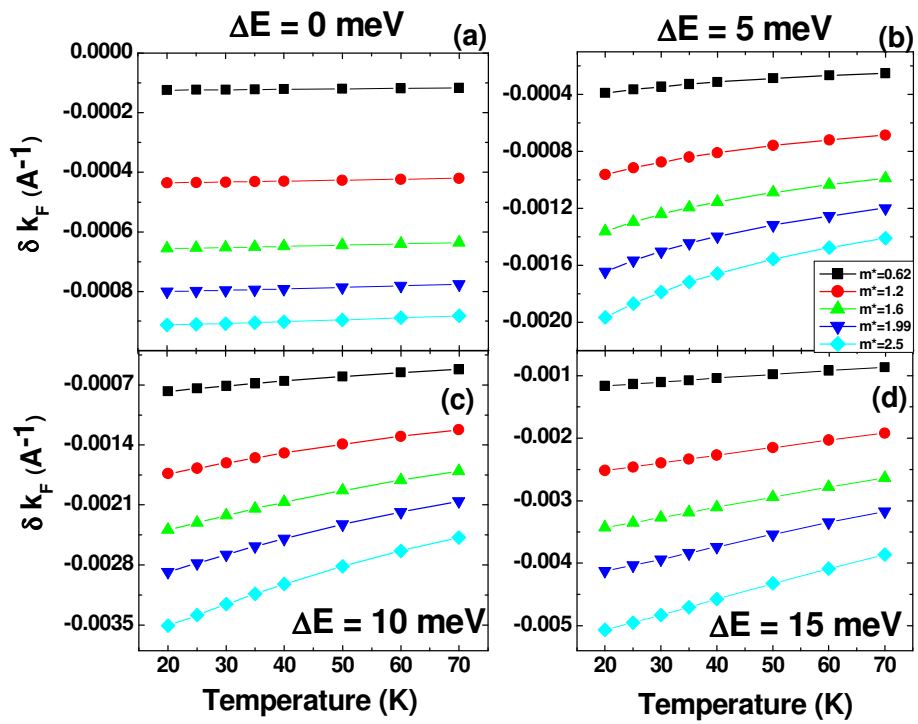 ΔE = 0 meV
(a)
0.0000
-0.0002
-0.0004
-0.0006
-0.0008
δ k_F (A^-1)
ΔE = 5 meV
(b)
-0.0004
-0.0008
-0.0012
-0.0016
-0.0020
m*=0.62
m*=1.2
m*=1.6
m*=1.99
m*=2.5
(c)
-0.0007
-0.0014
-0.0021
-0.0028
-0.0035
δ k_F (A^-1)
ΔE = 10 meV
20 30 40 50 60 70
Temperature (K)
(d)
-0.001
-0.002
-0.003
-0.004
-0.005
ΔE = 15 meV
20 30 40 50 60 70
Temperature (K)